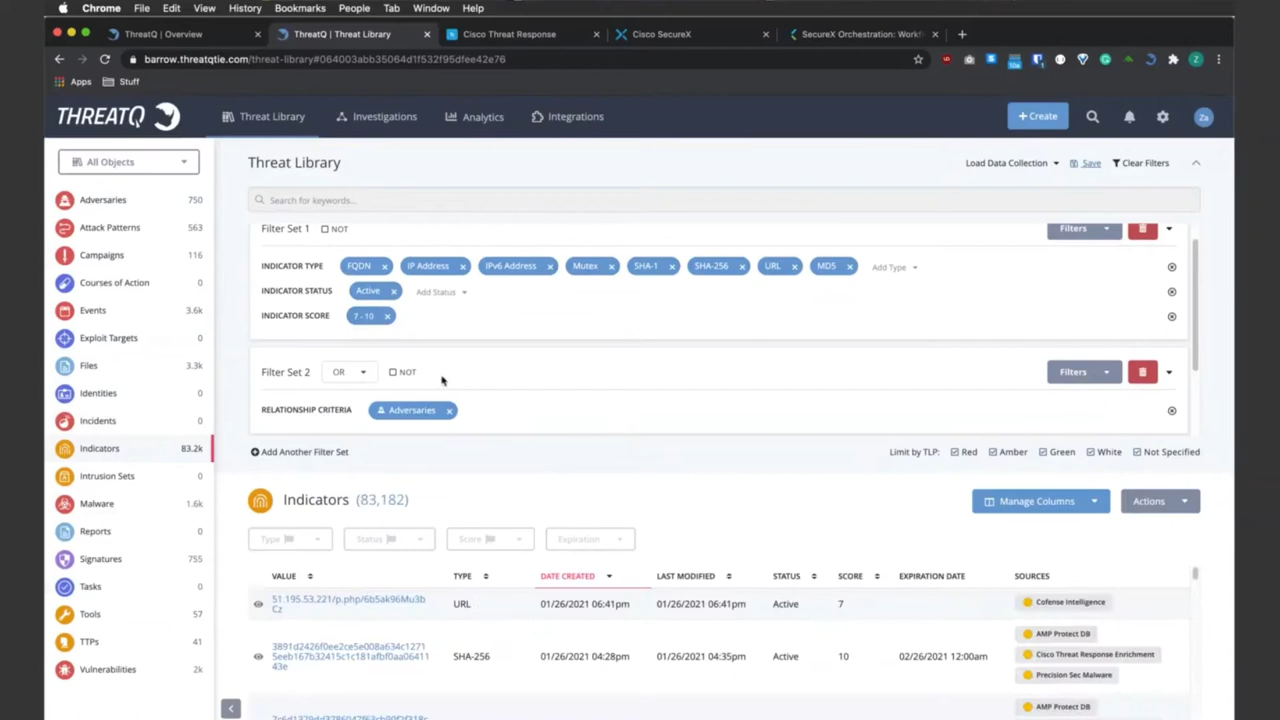 Chrome File Edit View History Bookmarks People Tab Window Help
ThreatQ | Overview × ThreatQ | Threat Library × Cisco Threat Response × Cisco SecureX × SecureX Orchestration: Workf × +
barrow.threatqtie.com/threat-library#064003abb35064d1f532f95dfee42e76
Apps Stuff
THREATQ Threat Library Investigations Analytics Integrations + Create Za
All Objects
Adversaries 750
Attack Patterns 563
Campaigns 116
Courses of Action 0
Events 3.6k
Exploit Targets 0
Files 3.3k
Identities 0
Incidents 0
Indicators 83.2k
Intrusion Sets 0
Malware 1.6k
Reports 0
Signatures 755
Tasks 0
Tools 57
TTPs 41
Vulnerabilities 2k
Threat Library Load Data Collection Save Clear Filters
Search for keywords...
Filter Set 1 NOT Filters
INDICATOR TYPE FQDN × IP Address × IPv6 Address × Mutex × SHA-1 × SHA-256 × URL × MD5 × Add Type
INDICATOR STATUS Active × Add Status
INDICATOR SCORE 7 - 10 ×
Filter Set 2 OR NOT Filters
RELATIONSHIP CRITERIA Adversaries ×
Add Another Filter Set Limit by TLP: Red Amber Green White Not Specified
Indicators (83,182) Manage Columns Actions
Type Status Score Expiration
VALUE TYPE DATE CREATED LAST MODIFIED STATUS SCORE EXPIRATION DATE SOURCES
51.195.53.221/p.php/6b5ak96Mu3b
Cz
URL 01/26/2021 06:41pm 01/26/2021 06:41pm Active 7 Cofense Intelligence
3891d2426f0ee2ce5e008a634c1271
5eeb167b32415c1c181afbf0aa06411
43e
SHA-256 01/26/2021 04:28pm 01/26/2021 04:35pm Active 10 02/26/2021 12:00am
AMP Protect DB
Cisco Threat Response Enrichment
Precision Sec Malware
AMP Protect DB